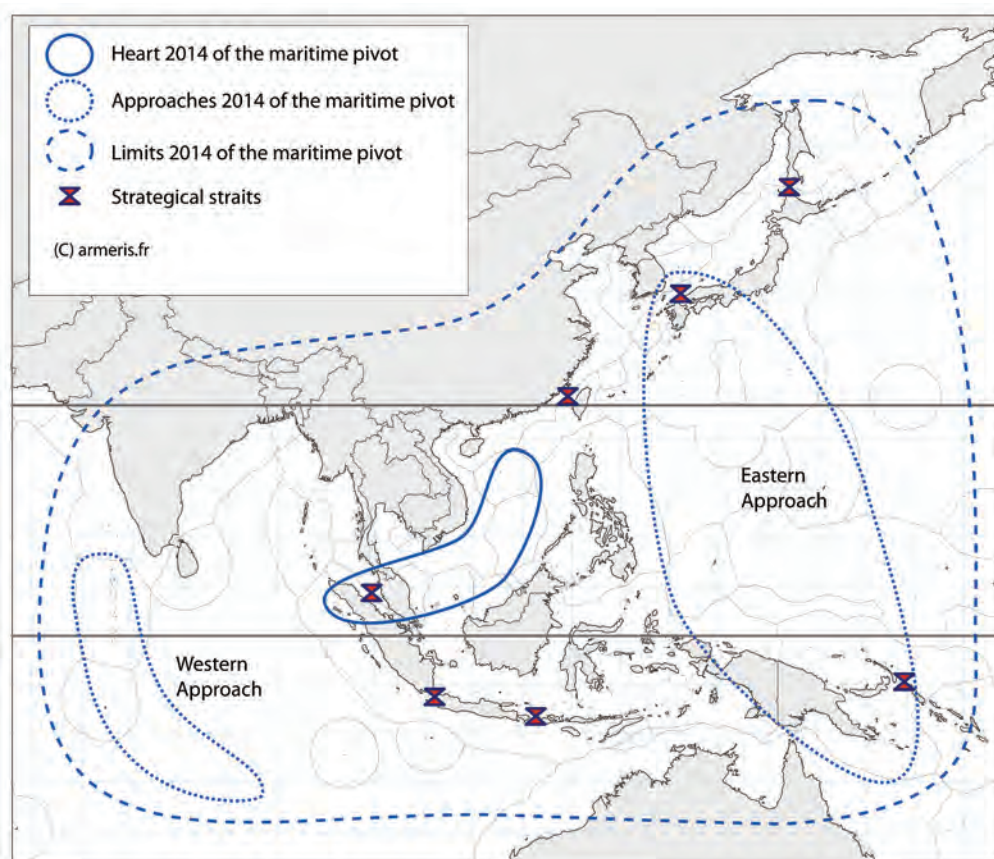 Heart 2014 of the maritime pivot
Approaches 2014 of the maritime pivot
Limits 2014 of the maritime pivot
Strategical straits
(C) armeris.fr
Eastern
Approach
Western
Approach